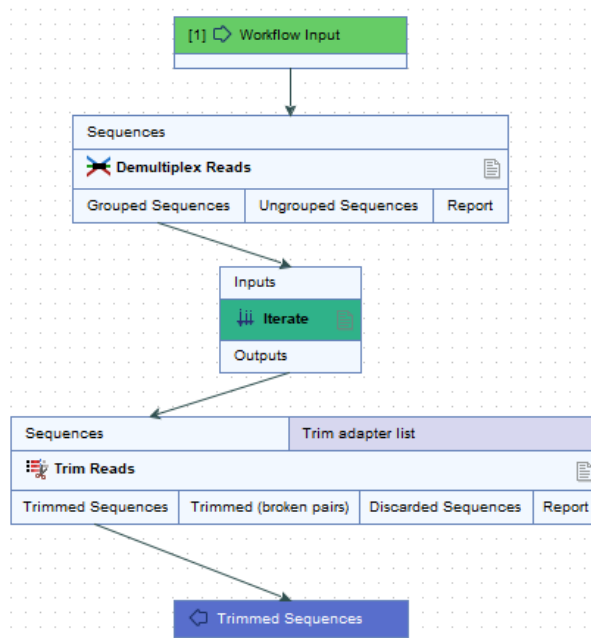 [1] Workflow Input
Sequences
Demultiplex Reads
Grouped Sequences Ungrouped Sequences Report
Inputs
Iterate
Outputs
Sequences Trim adapter list
Trim Reads
Trimmed Sequences Trimmed (broken pairs) Discarded Sequences Report
Trimmed Sequences